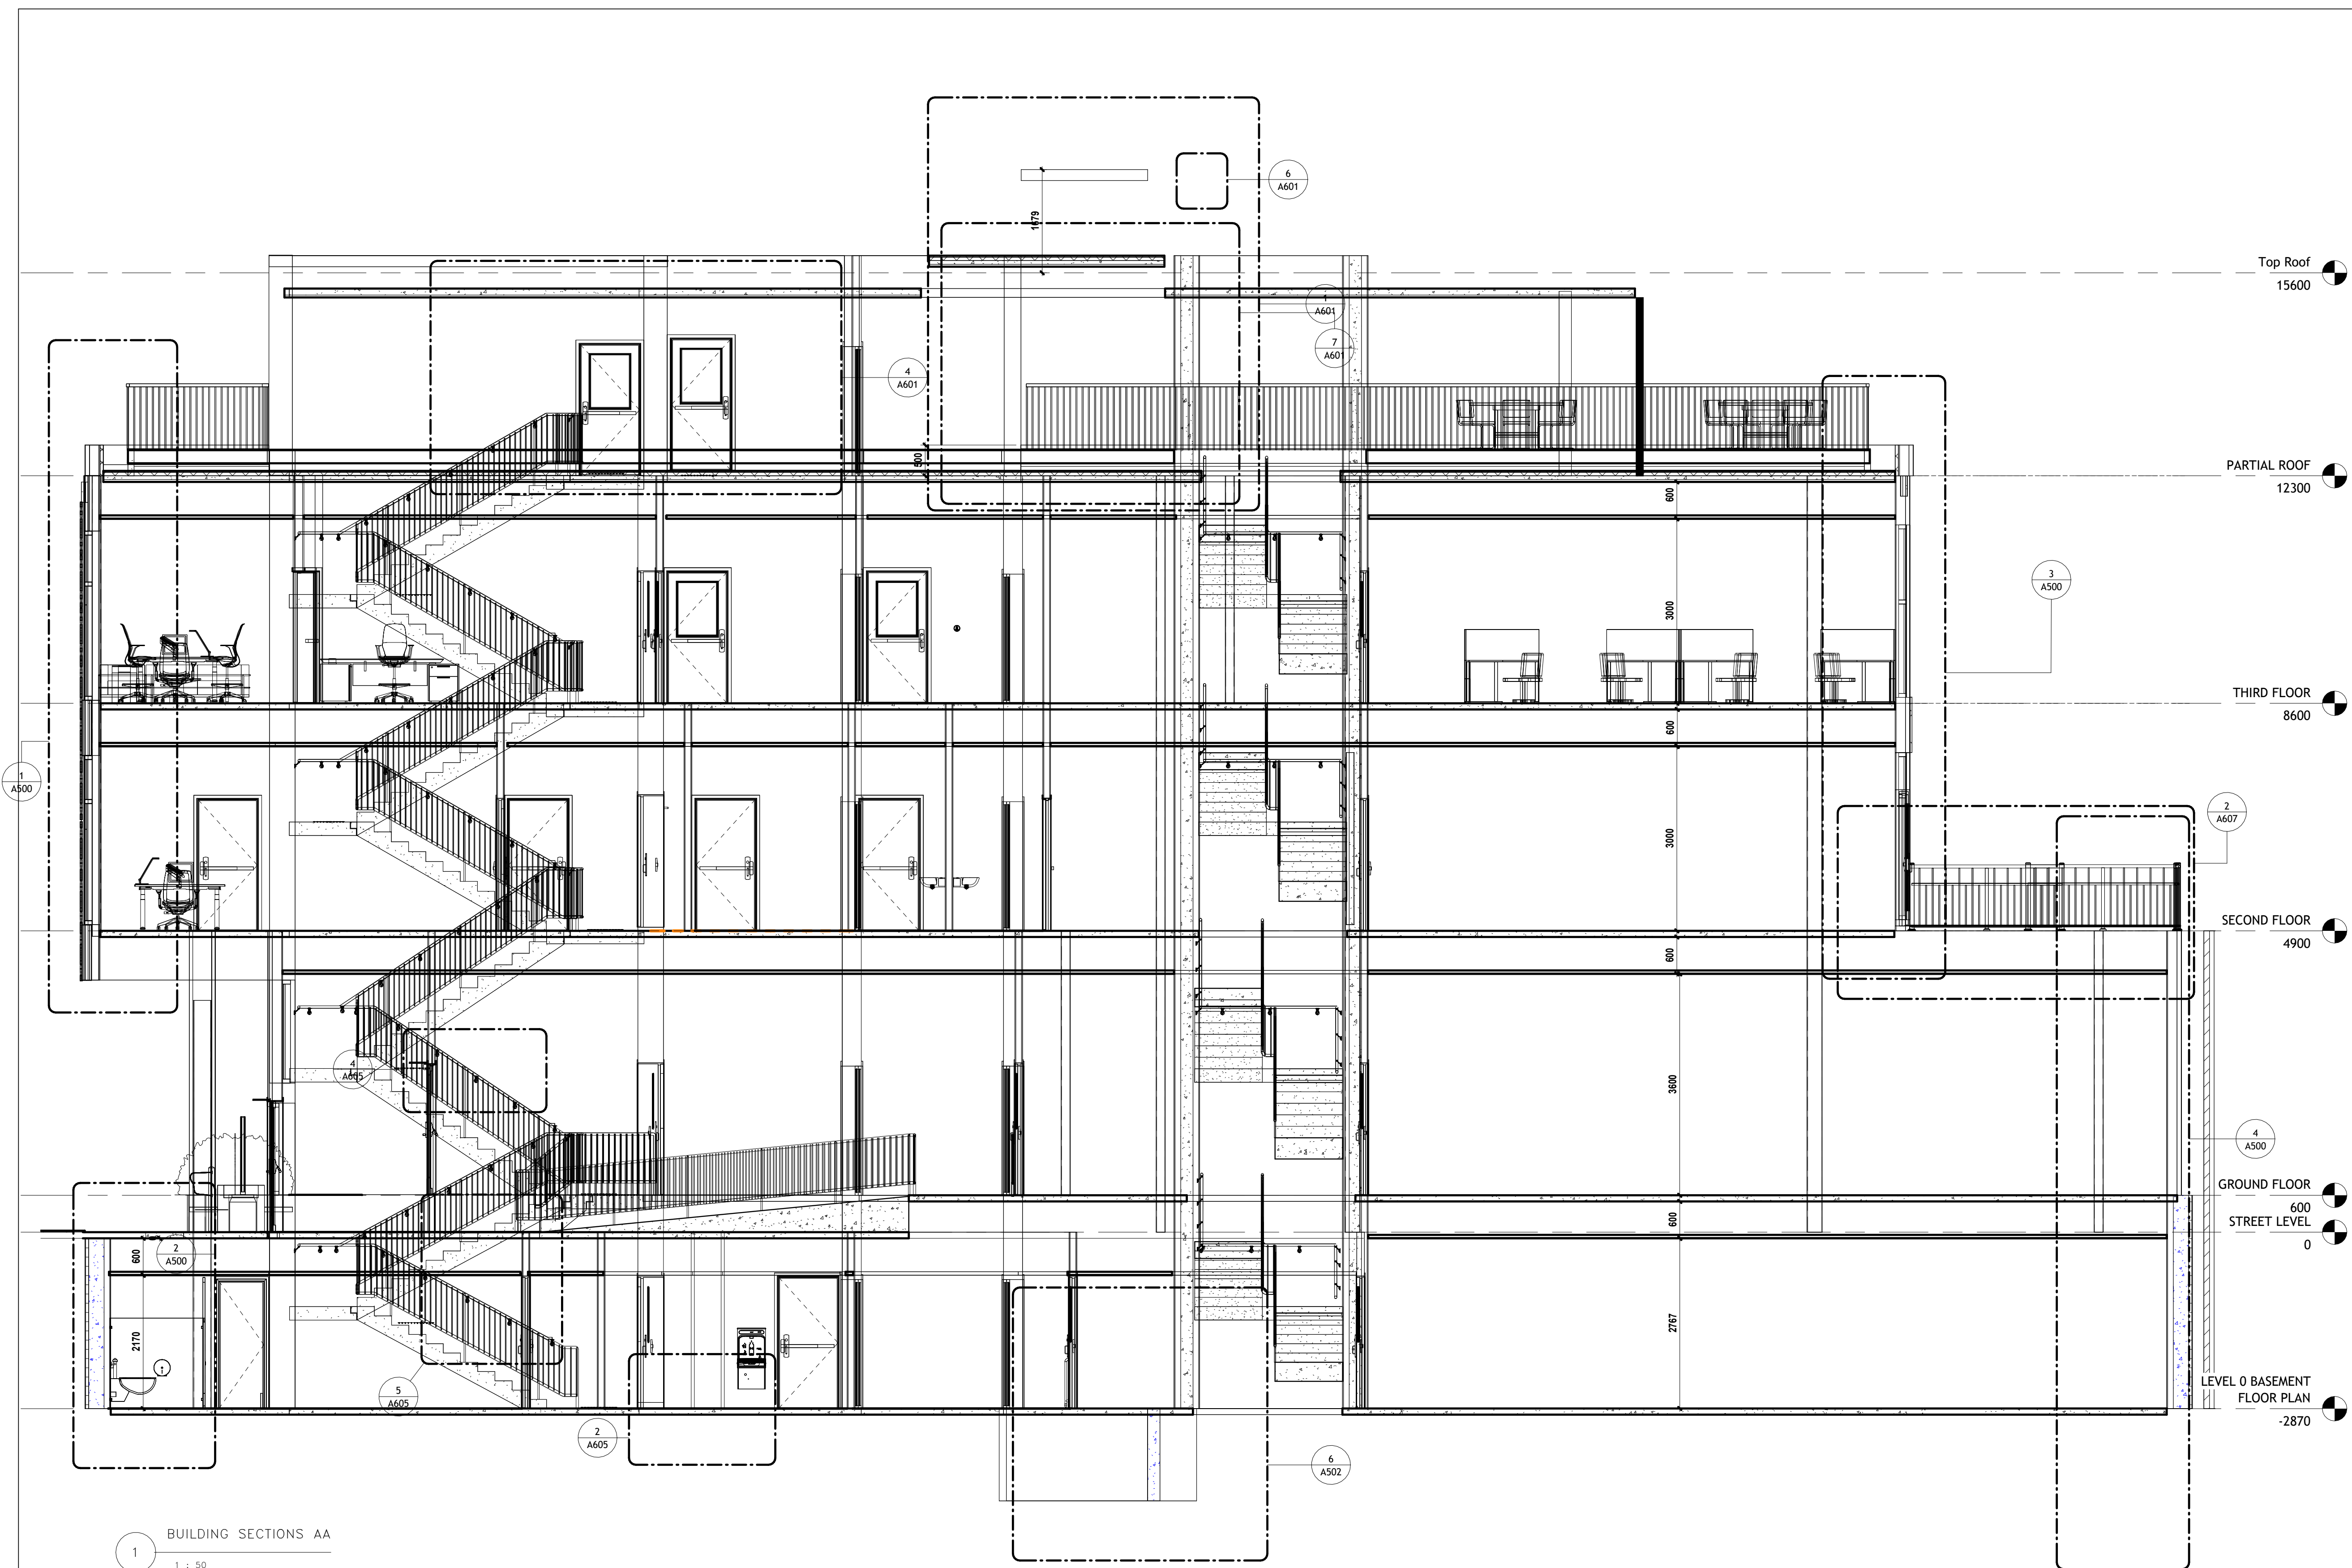 6
A601
1679
Top Roof
15600
1
A601
7
A601
4
A601
500
PARTIAL ROOF
12300
600
3
A500
3000
THIRD FLOOR
8600
600
1
A500
2
A607
3000
SECOND FLOOR
4900
600
4
A605
3600
4
A500
GROUND FLOOR
600
STREET LEVEL
0
600
600
2
A500
2767
2170
5
A605
LEVEL 0 BASEMENT
FLOOR PLAN
-2870
2
A605
6
A502
1
BUILDING SECTIONS AA
1 : 50